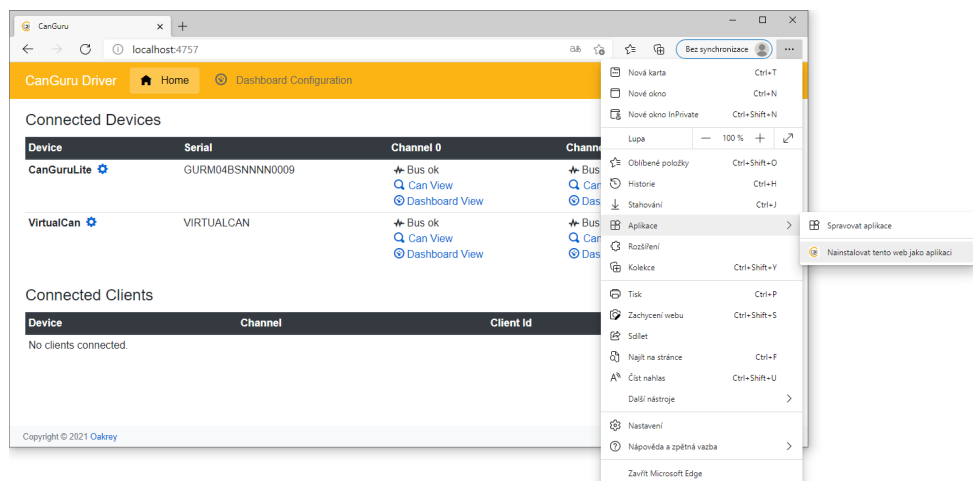 CanGuru
localhost:4757
Bez synchronizace
CanGuru Driver Home Dashboard Configuration
Connected Devices
Device Serial Channel 0
CanGuruLite GURM04BSNNNN0009 Bus ok
Can View
Dashboard View
VirtualCan VIRTUALCAN Bus ok
Can View
Dashboard View
Connected Clients
Device Channel Client Id
No clients connected.
Copyright © 2021 Oakrey
Nová karta Ctrl+T
Nové okno Ctrl+N
Nové okno InPrivate Ctrl+Shift+N
Lupa 100 %
Oblíbené položky Ctrl+Shift+O
Historie Ctrl+H
Stahování Ctrl+J
Aplikace
Rozšíření
Kolekce Ctrl+Shift+Y
Tisk Ctrl+P
Zachycení webu Ctrl+Shift+S
Sdílet
Najít na stránce Ctrl+F
Číst nahlas Ctrl+Shift+U
Další nástroje
Nastavení
Nápověda a zpětná vazba
Zavřít Microsoft Edge
Spravovat aplikace
Nainstalovat tento web jako aplikaci